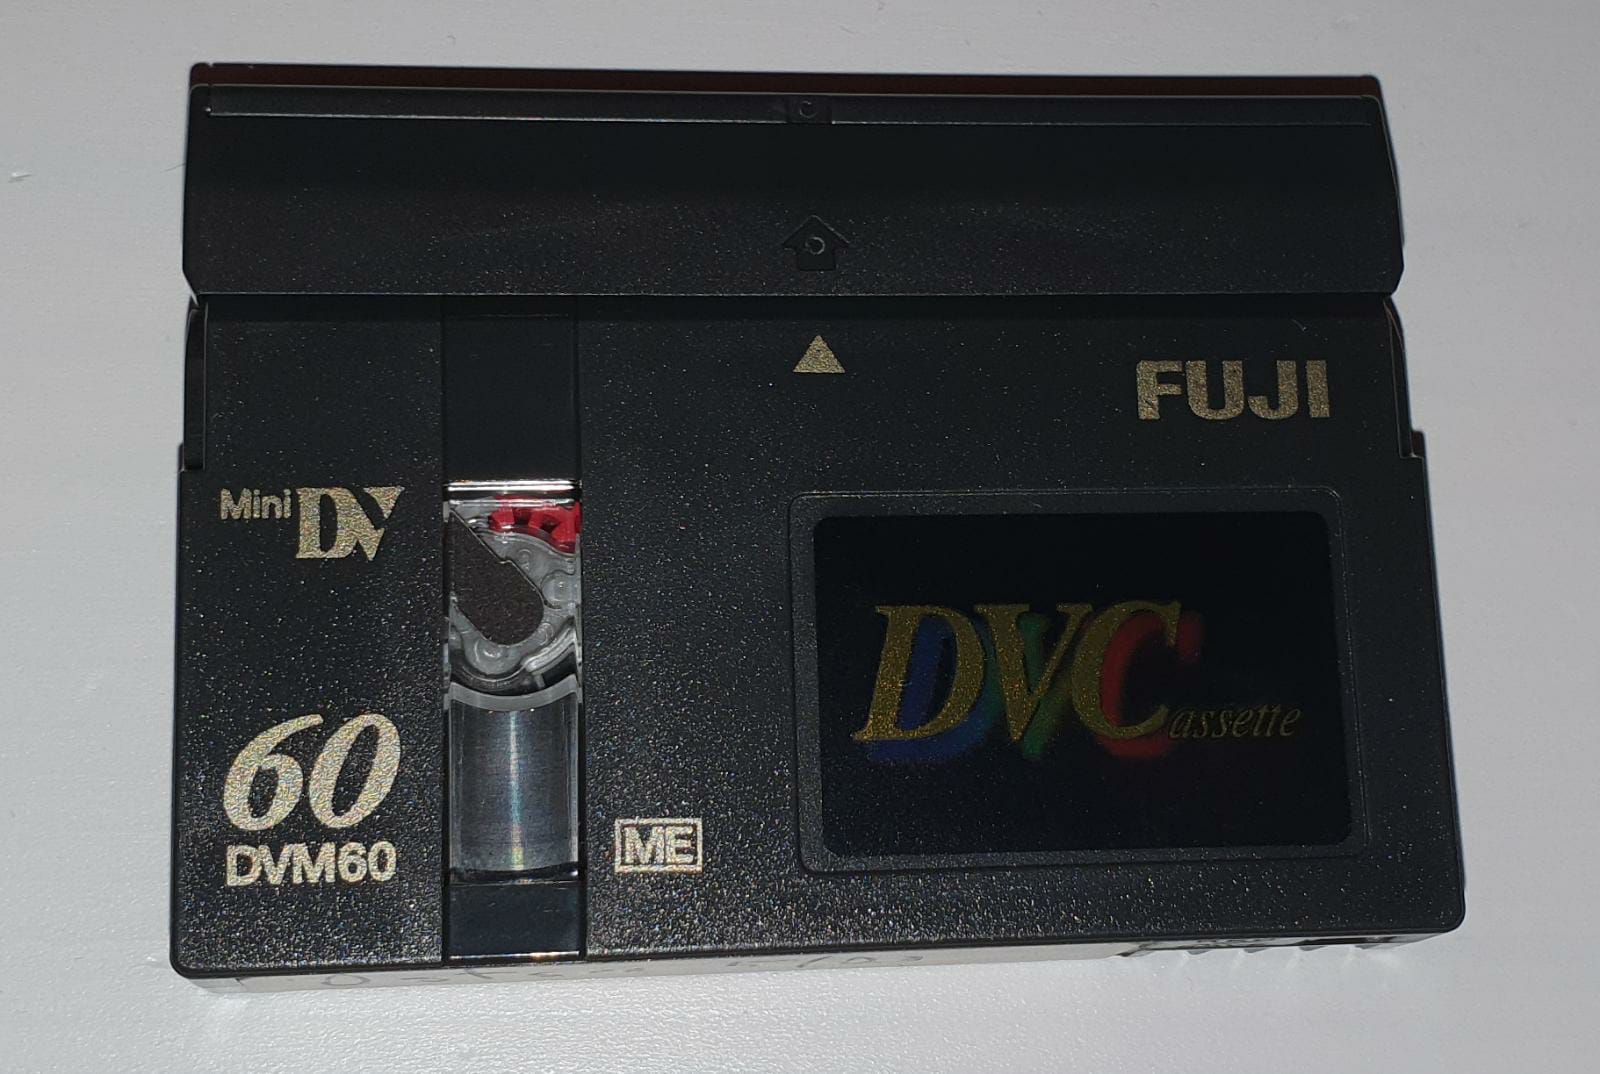 FUJI
Mini DV
DVCassette
60
DVM60
ME